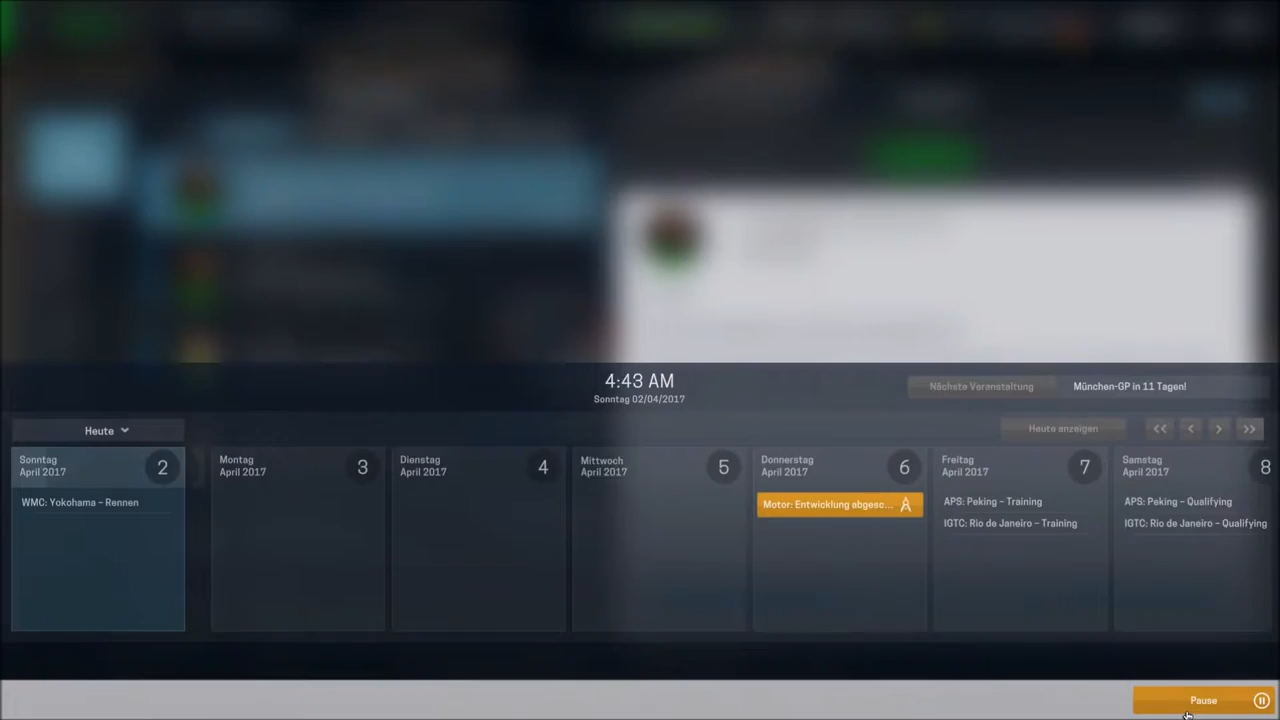 4:43 AM
Sonntag 02/04/2017
Nächste Veranstaltung
München-GP in 11 Tagen!
Heute
Heute anzeigen
Sonntag
April 2017
2
WMC: Yokohama – Rennen
Montag
April 2017
3
Dienstag
April 2017
4
Mittwoch
April 2017
5
Donnerstag
April 2017
6
Motor: Entwicklung abgesc...
Freitag
April 2017
7
APS: Peking – Training
IGTC: Rio de Janeiro – Training
Samstag
April 2017
8
APS: Peking – Qualifying
IGTC: Rio de Janeiro – Qualifying
Pause